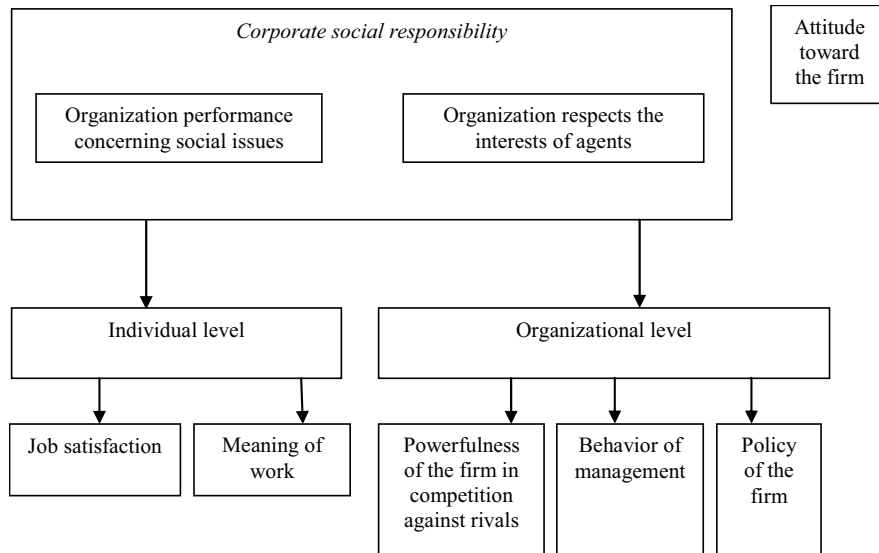 Corporate social responsibility
Attitude
toward
the firm
Organization performance
concerning social issues
Organization respects the
interests of agents
Individual level
Organizational level
Job satisfaction
Meaning of
work
Powerfulness
of the firm in
competition
against rivals
Behavior of
management
Policy
of the
firm